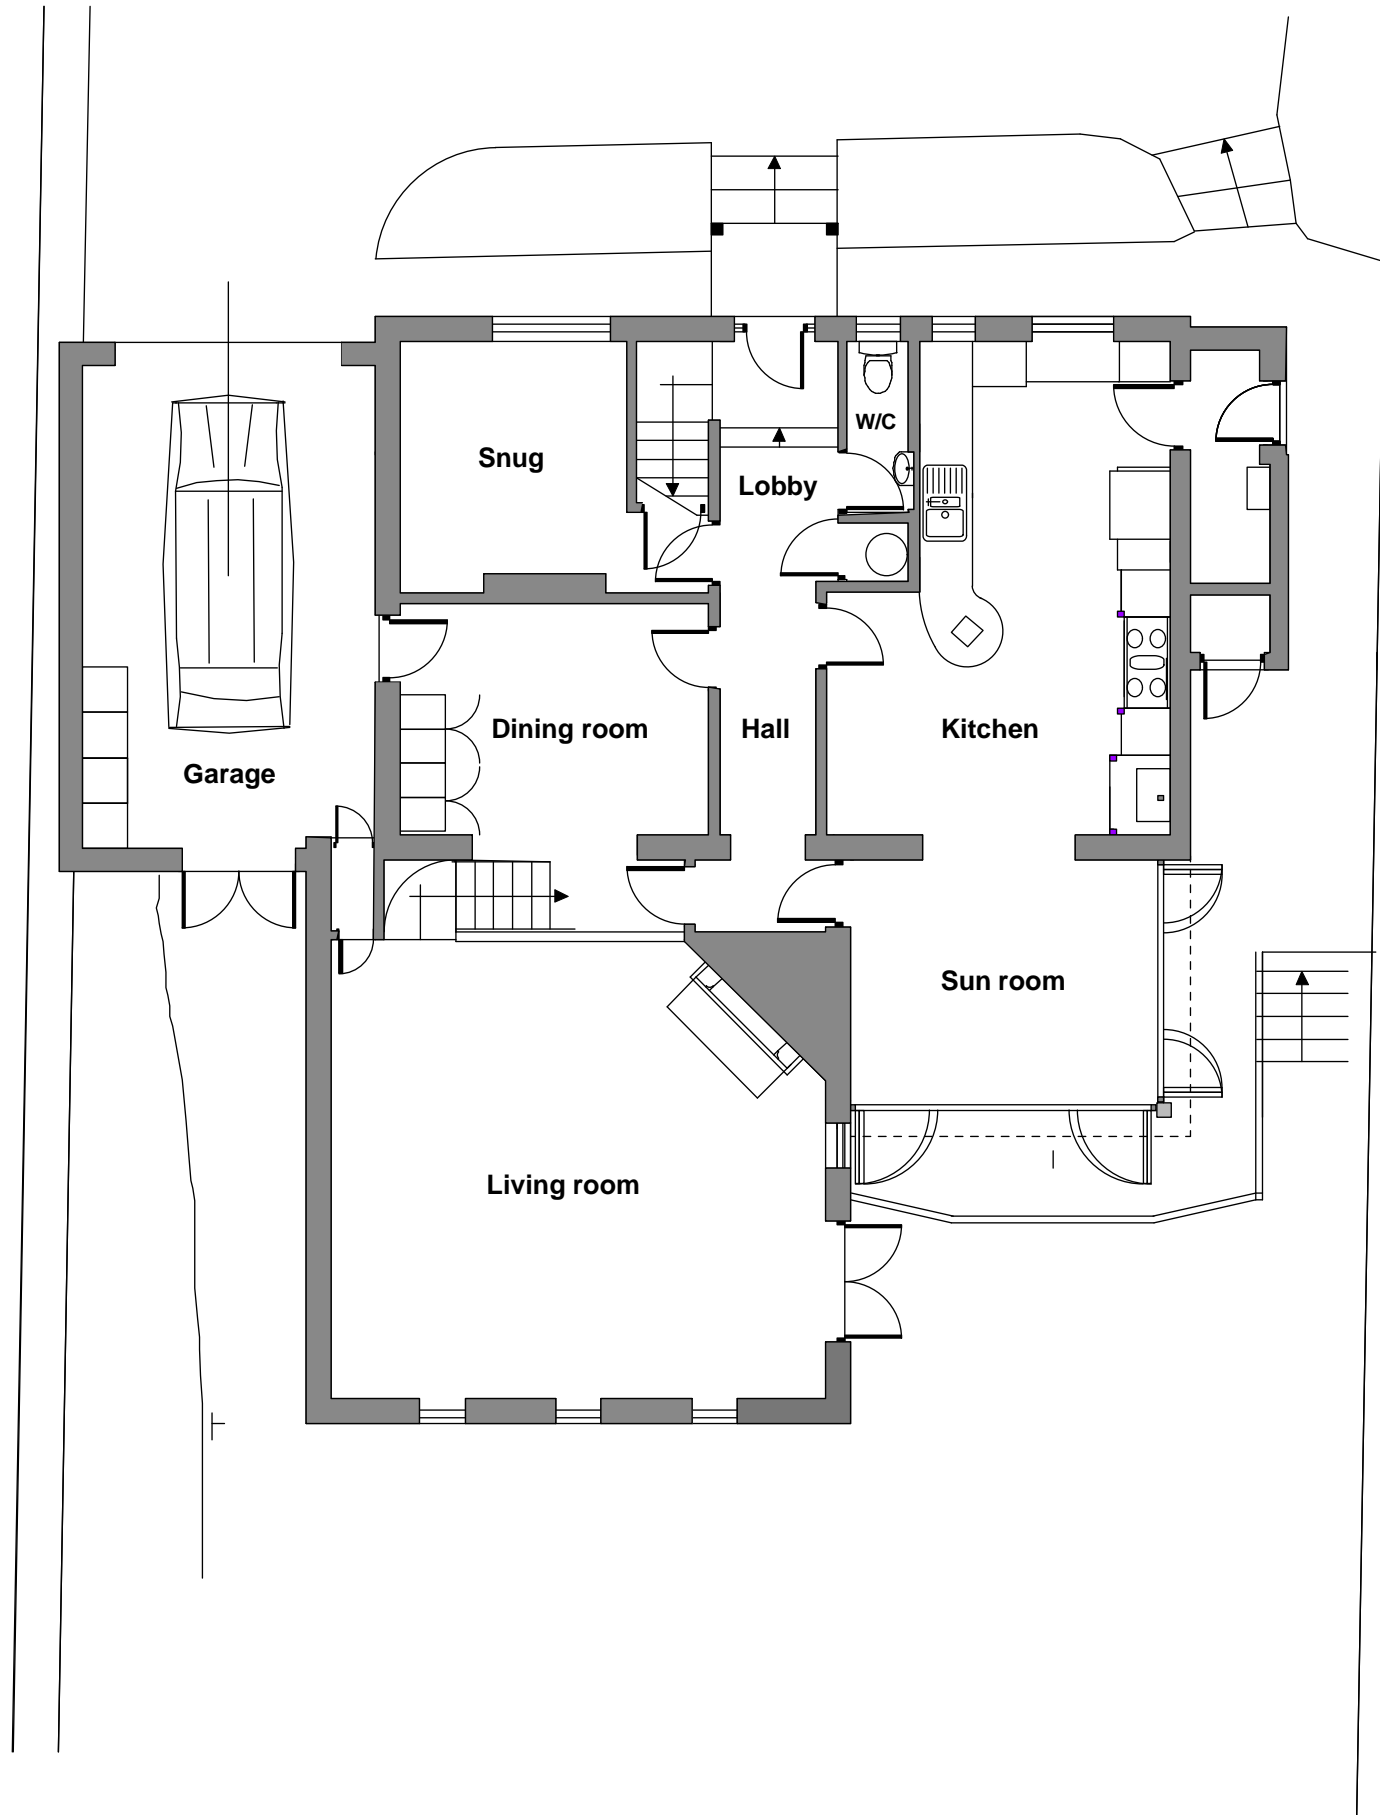 W/C
Snug
Lobby
Dining room
Hall
Kitchen
Garage
Sun room
Living room